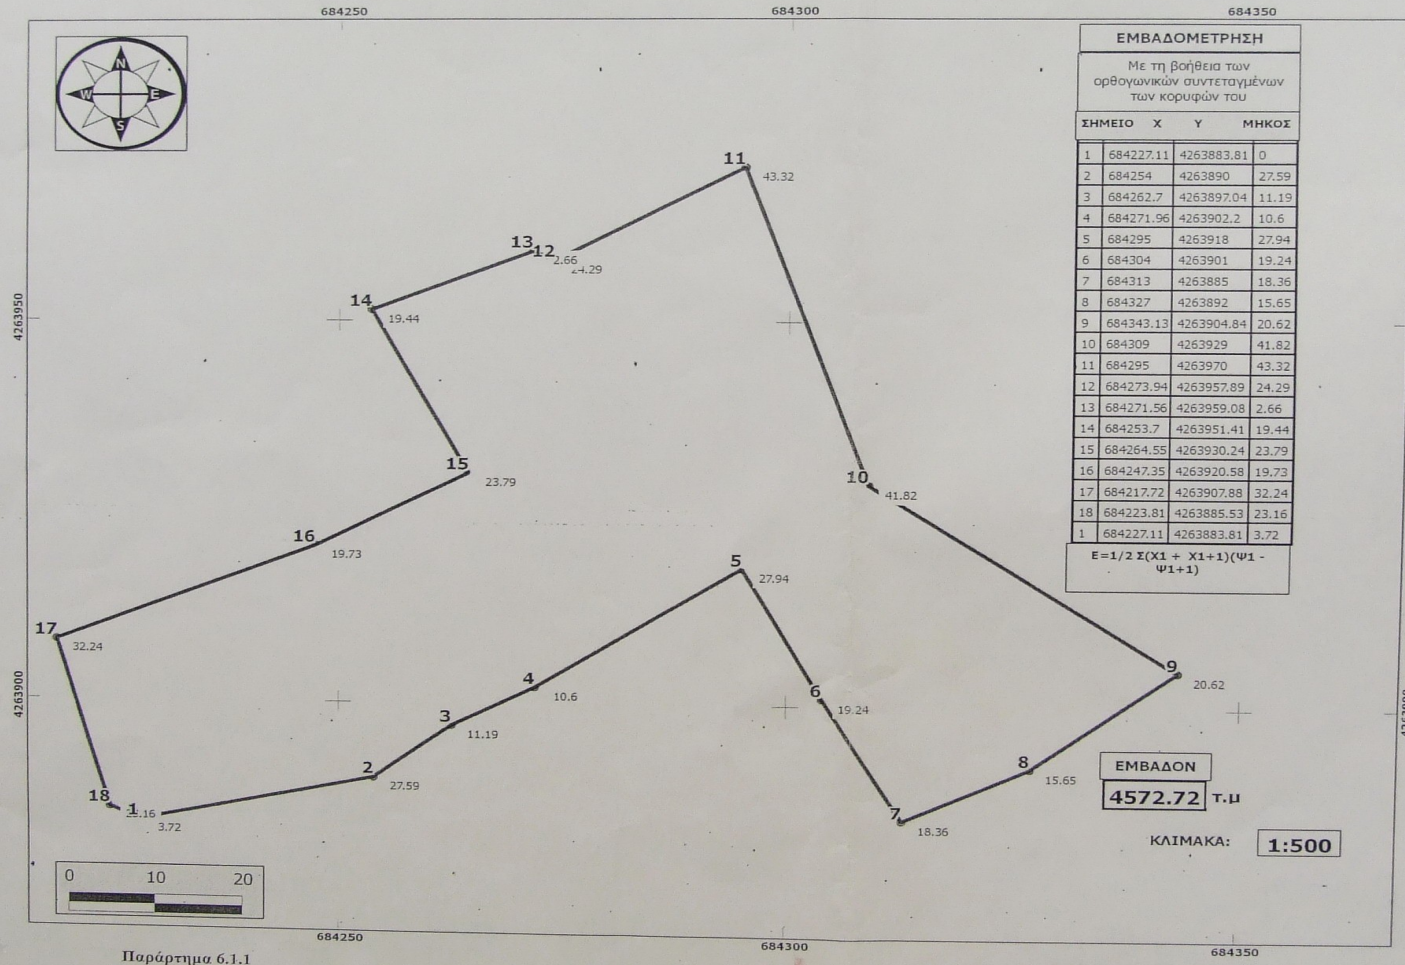 684250 684300 684350
N
W E
S
ΕΜΒΑΔΟΜΕΤΡΗΣΗ
Με τη βοήθεια των
ορθογωνικών συντεταγμένων
των κορυφών του
ΣΗΜΕΙΟ X Y ΜΗΚΟΣ
1 684227.11 4263883.81 0
2 684254 4263890 27.59
3 684262.7 4263897.04 11.19
4 684271.96 4263902.2 10.6
5 684295 4263918 27.94
6 684304 4263901 19.24
7 684313 4263885 18.36
8 684327 4263892 15.65
9 684343.13 4263904.84 20.62
10 684309 4263929 41.82
11 684295 4263970 43.32
12 684273.94 4263957.89 24.29
13 684271.56 4263959.08 2.66
14 684253.7 4263951.41 19.44
15 684264.55 4263930.24 23.79
16 684247.35 4263920.58 19.73
17 684217.72 4263907.88 32.24
18 684223.81 4263885.53 23.16
1 684227.11 4263883.81 3.72
E=1/2 Σ(X1 + X1+1)(Ψ1 -
Ψ1+1)
11
43.32
13
12
2.66
24.29
14
19.44
4263950
15
23.79
10
41.82
16
19.73
5
27.94
17
32.24
9
20.62
4
10.6
6
19.24
4263900
3
11.19
2
27.59
8
15.65
18
1
23.16
3.72
7
18.36
ΕΜΒΑΔΟΝ
4572.72 τ.μ
ΚΛΙΜΑΚΑ: 1:500
0 10 20
684250 684300 684350
Παράρτημα 6.1.1